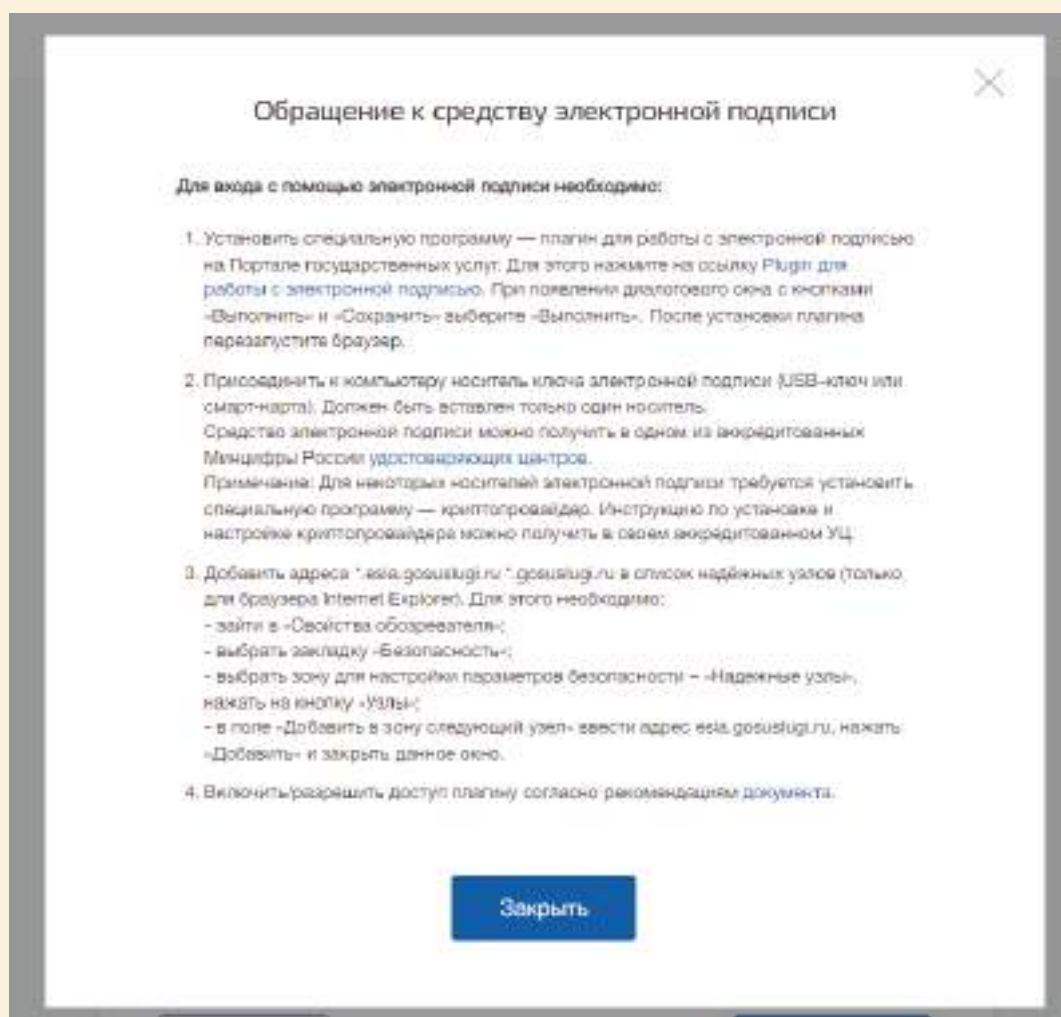 Обращение к средству электронной подписи
Для входа с помощью электронной подписи необходимо:
1. Установить специальную программу — плагин для работы с электронной подписью
на Портале государственных услуг. Для этого нажмите на ссылку Plugin для
работы с электронной подписью. При появлении диалогового окна с кнопками
«Выполнить» и «Сохранить» выберите «Выполнить». После установки плагина
перезапустите браузер.
2. Присоединить к компьютеру носитель ключа электронной подписи (USB-ключ или
смарт-карта). Должен быть вставлен только один носитель.
Средство электронной подписи можно получить в одном из аккредитованных
Минцифры России удостоверяющих центров.
Примечание: Для некоторых носителей электронной подписи требуется установить
специальную программу — криптопровайдер. Инструкцию по установке и
настройке криптопровайдера можно получить в своем аккредитованном УЦ.
3. Добавить адреса *.esia.gosuslugi.ru *.gosuslugi.ru в список надёжных узлов (только
для браузера Internet Explorer). Для этого необходимо:
- зайти в «Свойства обозревателя»;
- выбрать закладку «Безопасность»;
- выбрать зону для настройки параметров безопасности – «Надежные узлы»,
нажать на кнопку «Узлы»;
- в поле «Добавить в зону следующий узел» ввести адрес esia.gosuslugi.ru, нажать
«Добавить» и закрыть данное окно.
4. Включить/разрешить доступ плагину согласно рекомендациям документа.
Закрыть